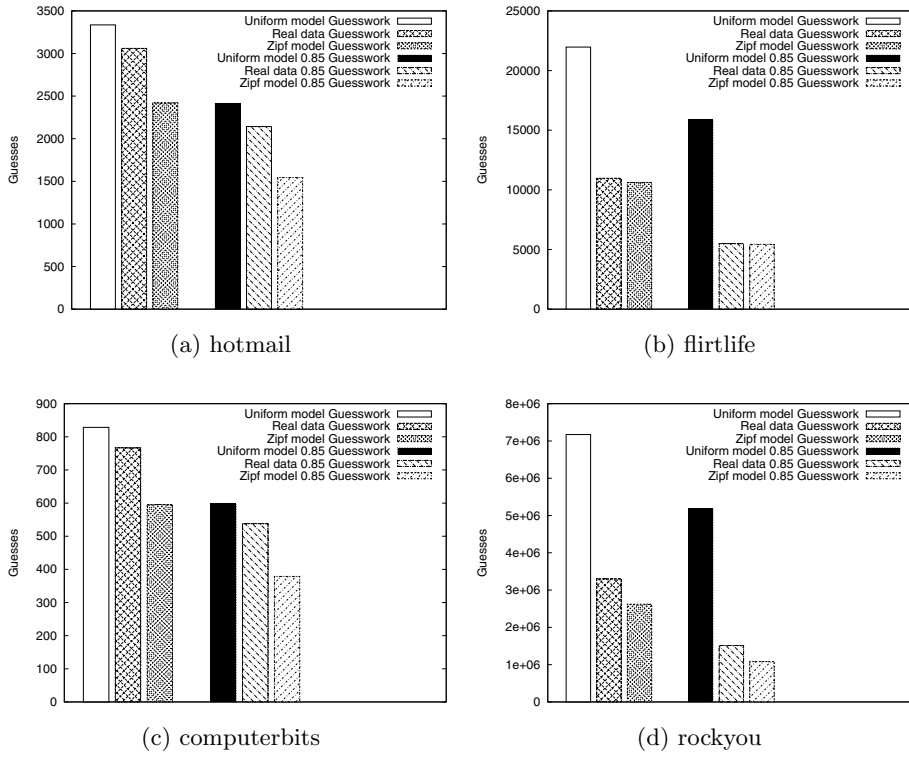 Uniform model Guesswork
Real data Guesswork
Zipf model Guesswork
Uniform model 0.85 Guesswork
Real data 0.85 Guesswork
Zipf model 0.85 Guesswork
3500
3000
2500
2000
1500
1000
500
0
Guesses
(a) hotmail
Uniform model Guesswork
Real data Guesswork
Zipf model Guesswork
Uniform model 0.85 Guesswork
Real data 0.85 Guesswork
Zipf model 0.85 Guesswork
25000
20000
15000
10000
5000
0
Guesses
(b) flirtlife
Uniform model Guesswork
Real data Guesswork
Zipf model Guesswork
Uniform model 0.85 Guesswork
Real data 0.85 Guesswork
Zipf model 0.85 Guesswork
900
800
700
600
500
400
300
200
100
0
Guesses
(c) computerbits
Uniform model Guesswork
Real data Guesswork
Zipf model Guesswork
Uniform model 0.85 Guesswork
Real data 0.85 Guesswork
Zipf model 0.85 Guesswork
8e+06
7e+06
6e+06
5e+06
4e+06
3e+06
2e+06
1e+06
0
Guesses
(d) rockyou